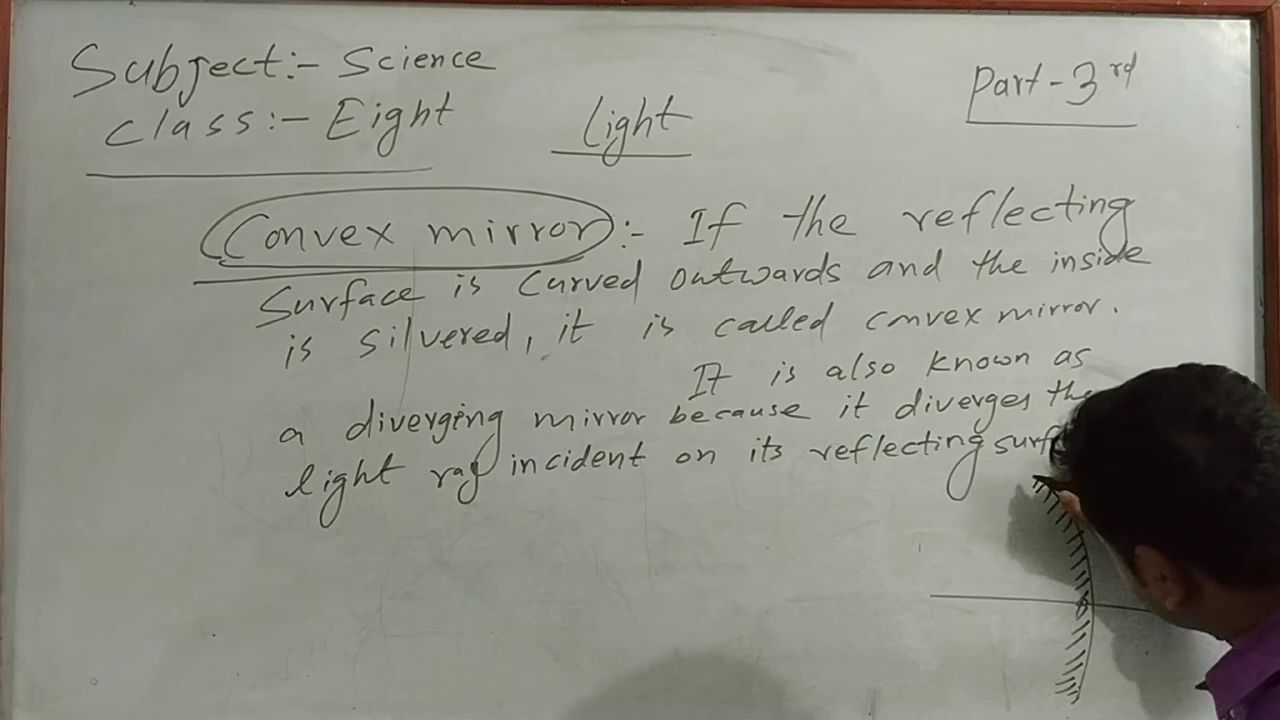 Subject:- Science
Part-3rd
Class:- Eight
Light
Convex mirror:- If the reflecting
Surface is curved outwards and the inside
is silvered, it is called convex mirror.
It is also known as
a diverging mirror because it diverges the
light ray incident on its reflecting